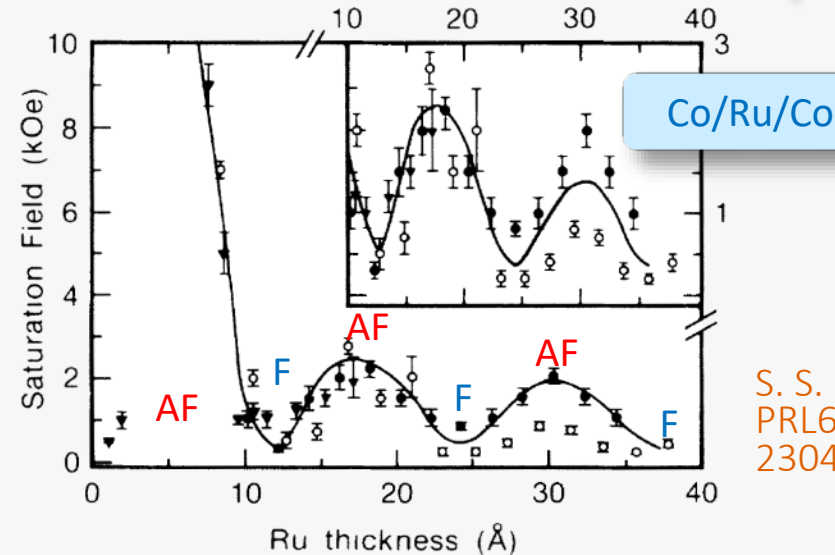 10 20 30 40
10
8
6
4
2
0
Saturation Field (kOe)
3
1
Co/Ru/Co
AF
F
AF
F
AF
F
S. S.
PRL6
2304
0 10 20 30 40
Ru thickness (Å)